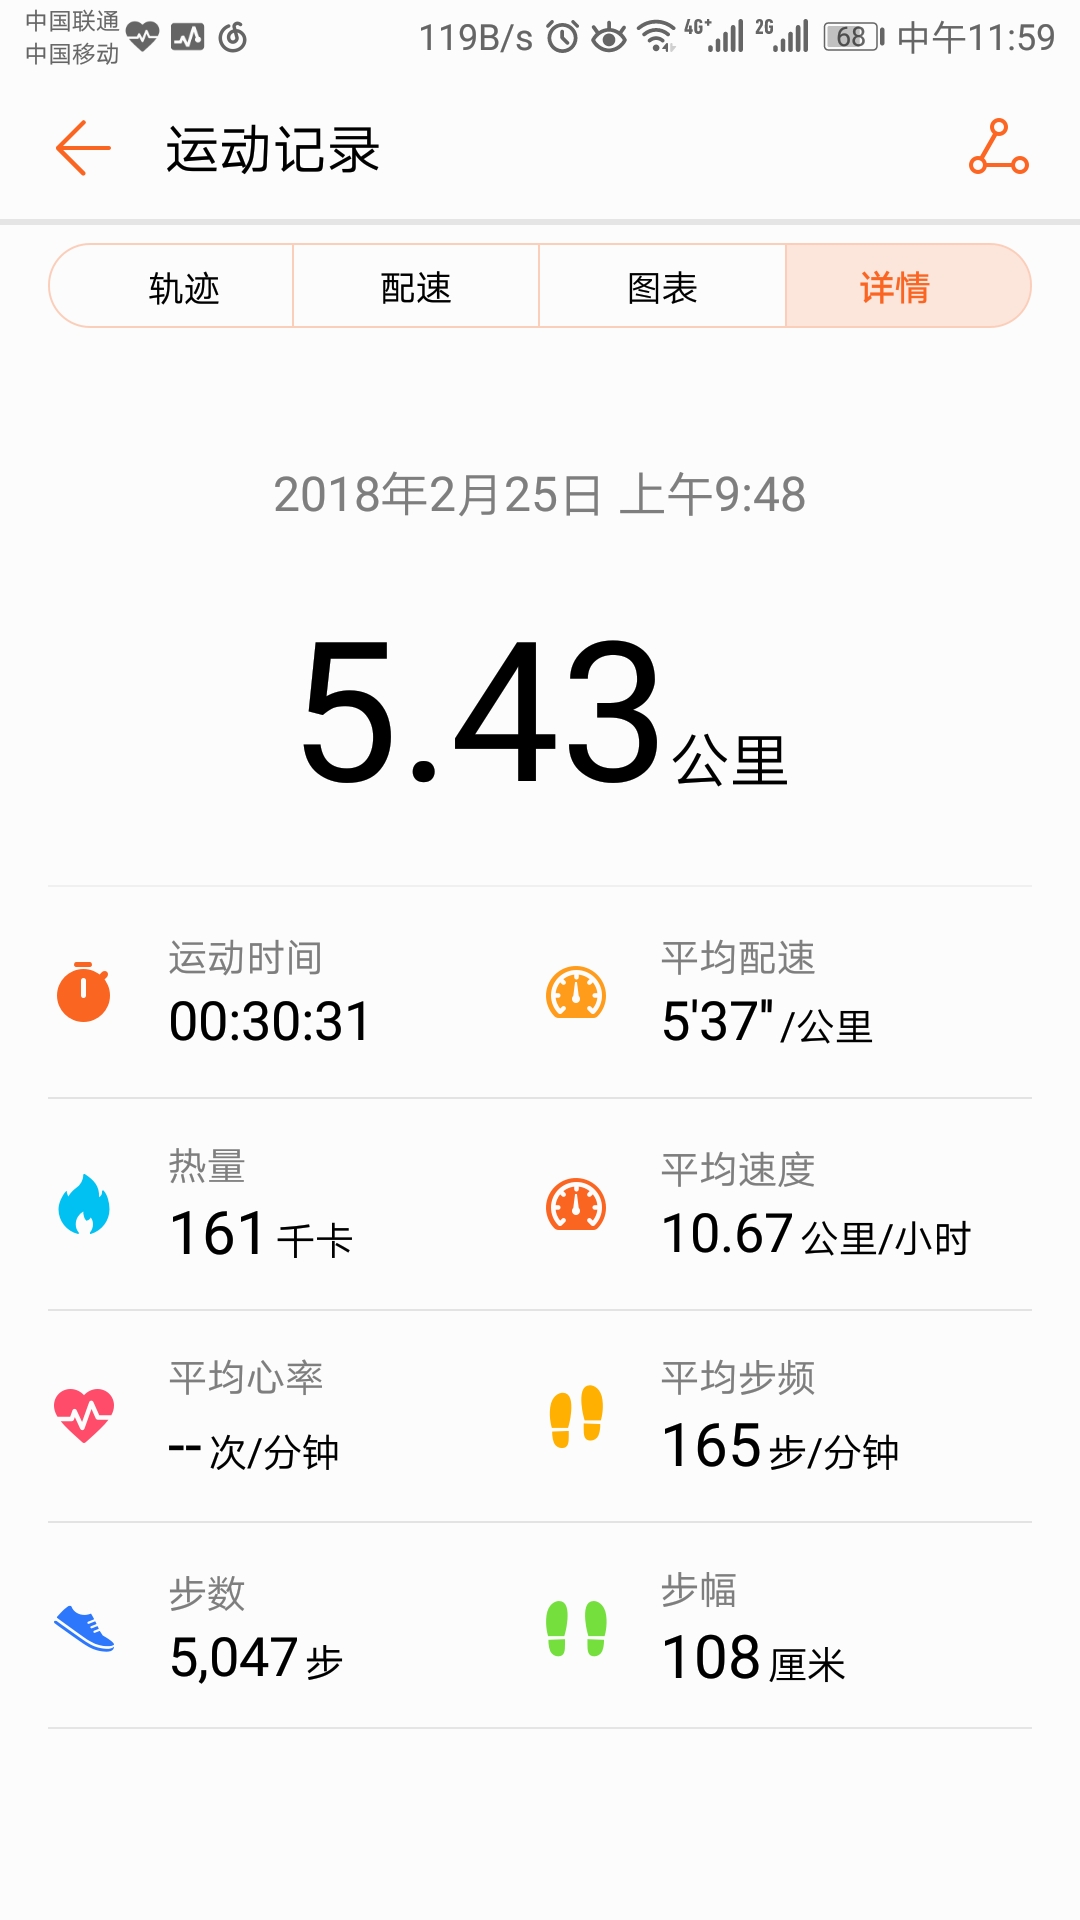 中国联通
中国移动
119B/s 4G+ 2G 68 中午11:59
运动记录
轨迹 配速 图表 详情
2018年2月25日 上午9:48
5.43公里
运动时间 平均配速
00:30:31 5'37"/公里
热量 平均速度
161千卡 10.67公里/小时
平均心率 平均步频
--次/分钟 165步/分钟
步数 步幅
5,047步 108厘米